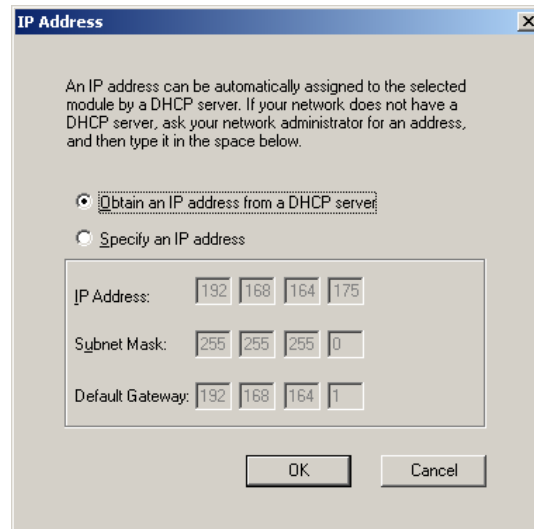 IP Address
An IP address can be automatically assigned to the selected
module by a DHCP server. If your network does not have a
DHCP server, ask your network administrator for an address,
and then type it in the space below.
Obtain an IP address from a DHCP server
Specify an IP address
IP Address: 192 168 164 175
Subnet Mask: 255 255 255 0
Default Gateway: 192 168 164 1
OK Cancel